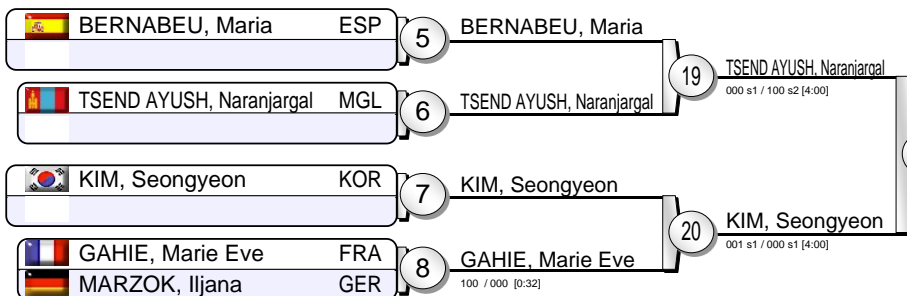 BERNABEU, Maria ESP
5
BERNABEU, Maria
TSEND AYUSH, Naranjargal MGL
6
TSEND AYUSH, Naranjargal
19
TSEND AYUSH, Naranjargal
000 s1 / 100 s2 [4:00]
KIM, Seongyeon KOR
7
KIM, Seongyeon
GAHIE, Marie Eve FRA
MARZOK, Iljana GER
8
GAHIE, Marie Eve
100 / 000 [0:32]
20
KIM, Seongyeon
001 s1 / 000 s1 [4:00]